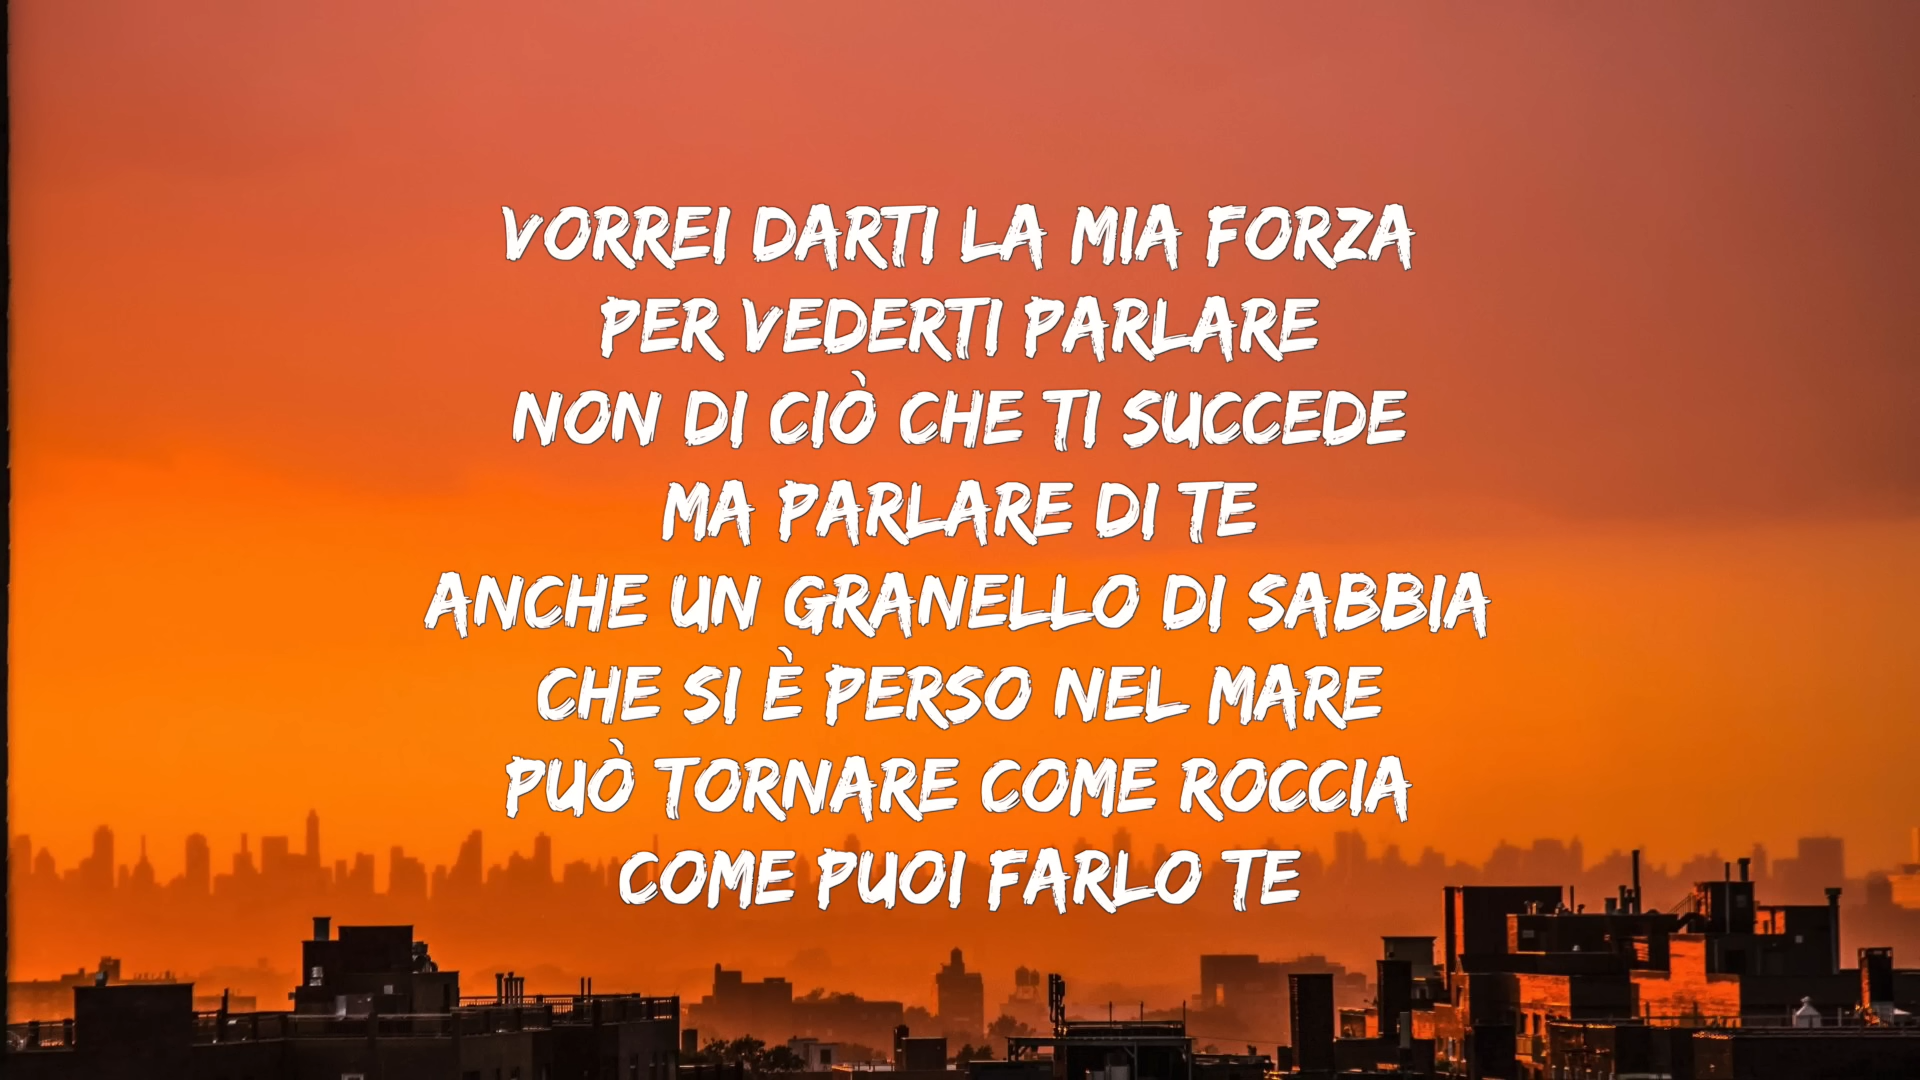 VORREI DARTI LA MIA FORZA
PER VEDERTI PARLARE
NON DI CIÒ CHE TI SUCCEDE
MA PARLARE DI TE
ANCHE UN GRANELLO DI SABBIA
CHE SI È PERSO NEL MARE
PUÒ TORNARE COME ROCCIA
COME PUOI FARLO TE